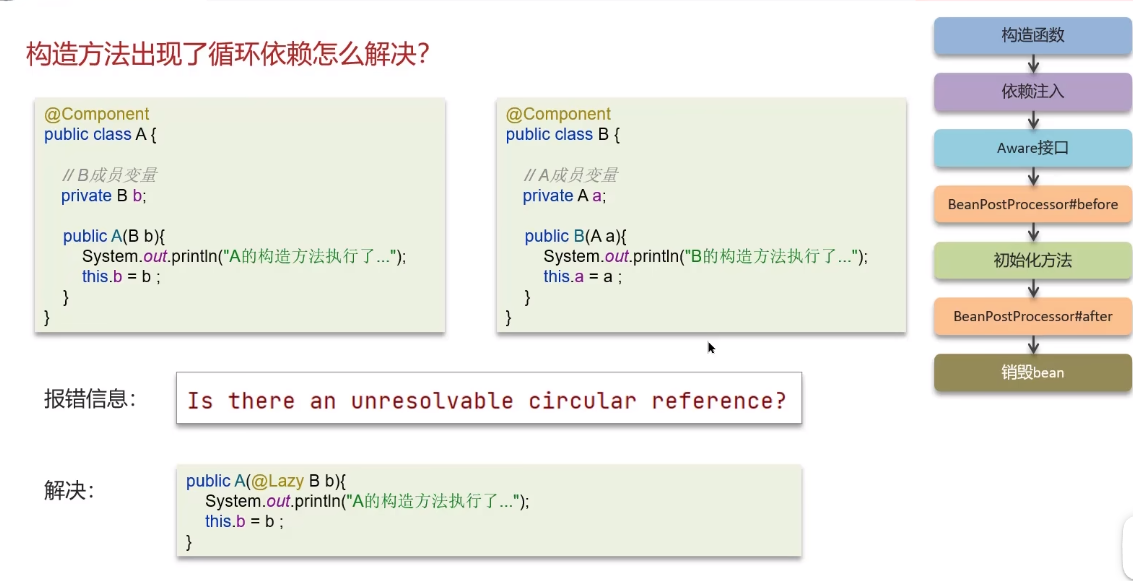 构造方法出现了循环依赖怎么解决?
@Component
public class A {
// B成员变量
private B b;
public A(B b){
System.out.println("A的构造方法执行了...");
this.b = b ;
}
}
@Component
public class B {
// A成员变量
private A a;
public B(A a){
System.out.println("B的构造方法执行了...");
this.a = a ;
}
}
报错信息：
Is there an unresolvable circular reference?
解决：
public A(@Lazy B b){
System.out.println("A的构造方法执行了...");
this.b = b ;
}
构造函数
依赖注入
Aware接口
BeanPostProcessor#before
初始化方法
BeanPostProcessor#after
销毁bean